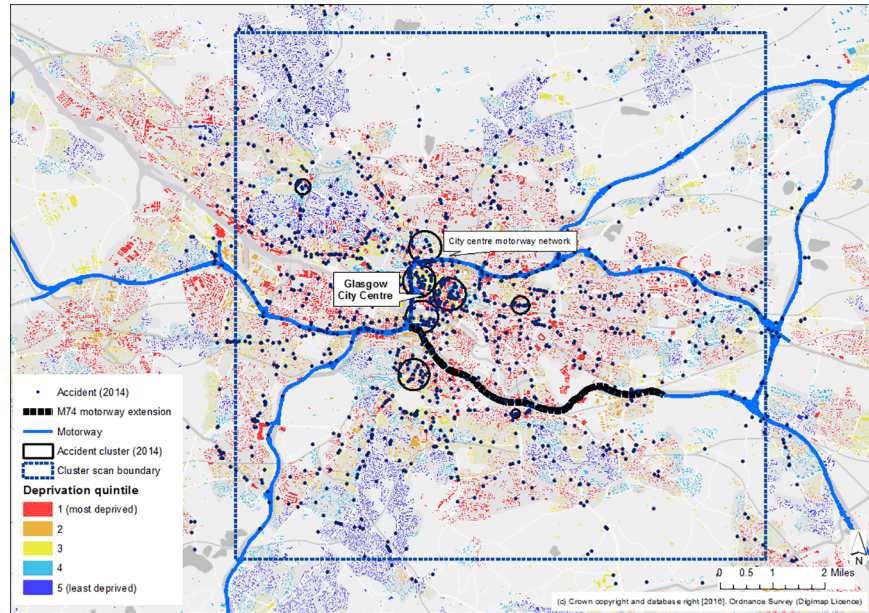 City centre motorway network
Glasgow
City Centre
Accident (2014)
M74 motorway extension
Motorway
Accident cluster (2014)
Cluster scan boundary
Deprivation quintile
1 (most deprived)
2
3
4
5 (least deprived)
N
0 0.5 1 2 Miles
(c) Crown copyright and database right [2016]. Ordnance Survey (Digimap Licence)